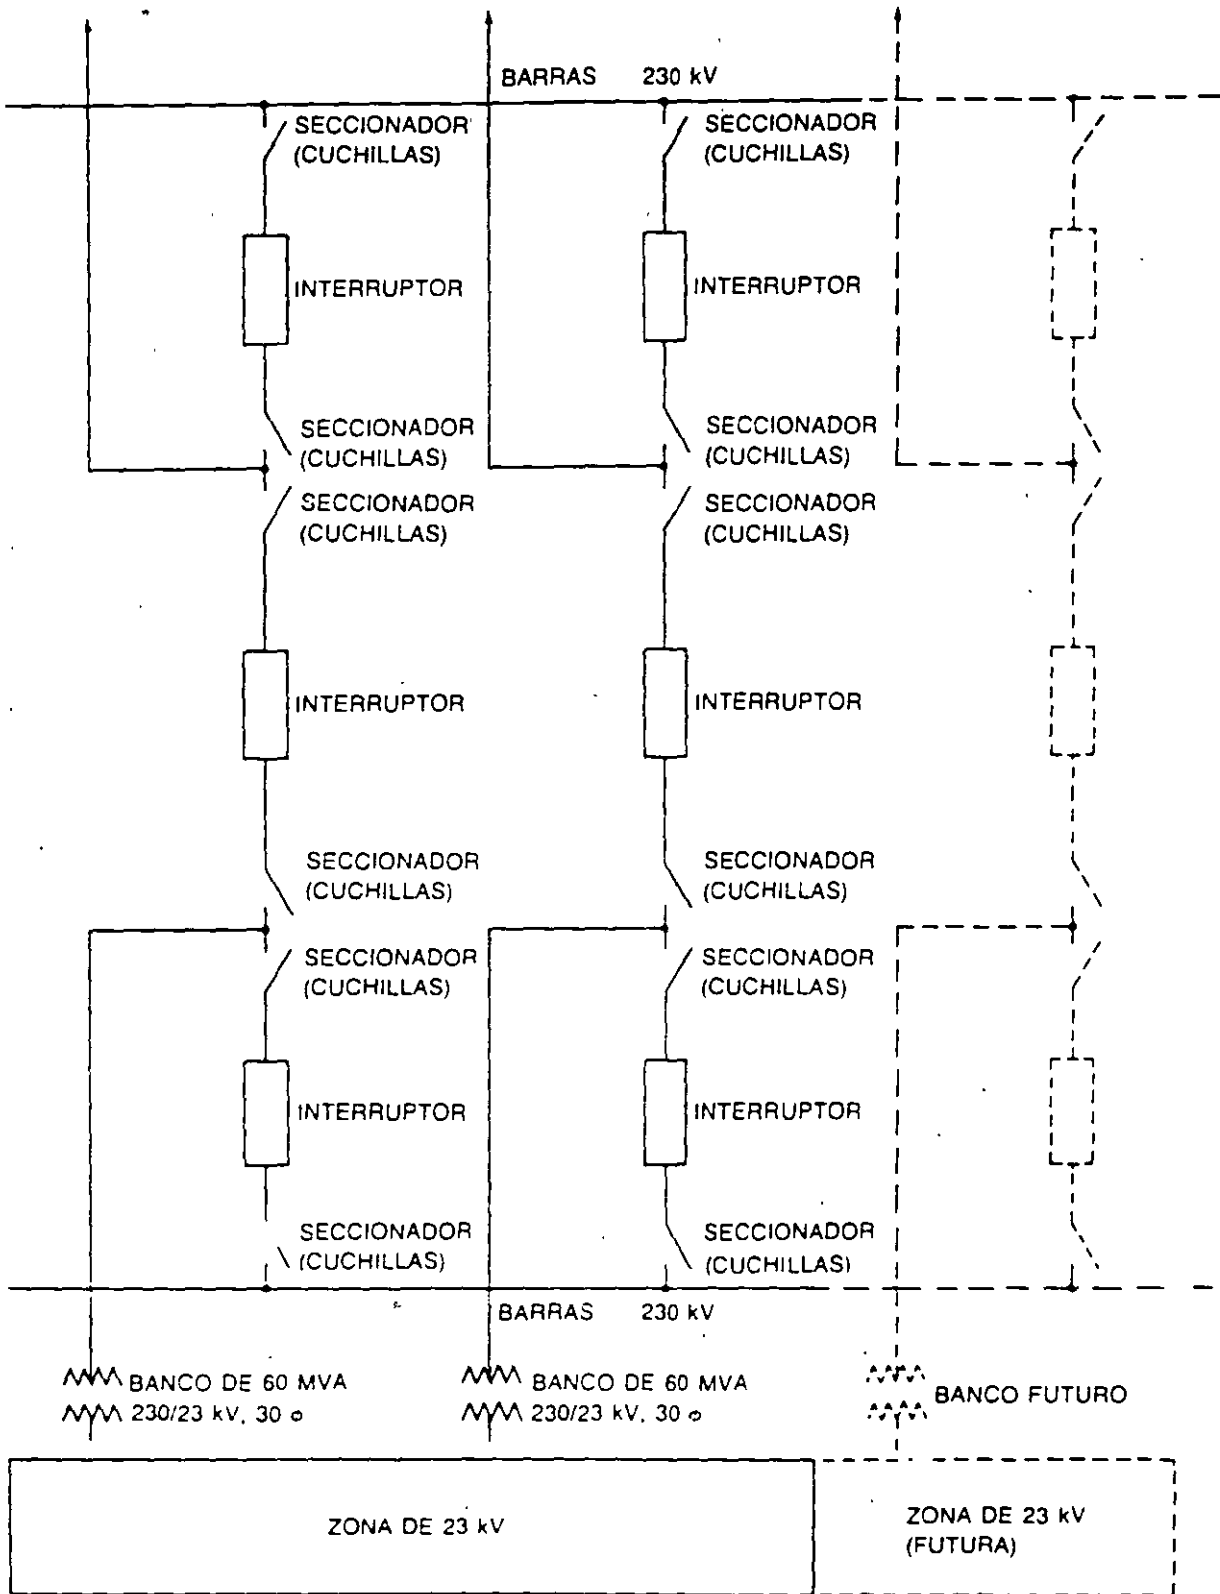 BARRAS 230 kV
SECCIONADOR
(CUCHILLAS)
SECCIONADOR
(CUCHILLAS)
INTERRUPTOR
INTERRUPTOR
SECCIONADOR
(CUCHILLAS)
SECCIONADOR
(CUCHILLAS)
SECCIONADOR
(CUCHILLAS)
SECCIONADOR
(CUCHILLAS)
INTERRUPTOR
INTERRUPTOR
SECCIONADOR
(CUCHILLAS)
SECCIONADOR
(CUCHILLAS)
SECCIONADOR
(CUCHILLAS)
SECCIONADOR
(CUCHILLAS)
INTERRUPTOR
INTERRUPTOR
SECCIONADOR
(CUCHILLAS)
SECCIONADOR
(CUCHILLAS)
BARRAS 230 kV
BANCO DE 60 MVA
230/23 kV, 30 ø
BANCO DE 60 MVA
230/23 kV, 30 ø
BANCO FUTURO
ZONA DE 23 kV
ZONA DE 23 kV
(FUTURA)